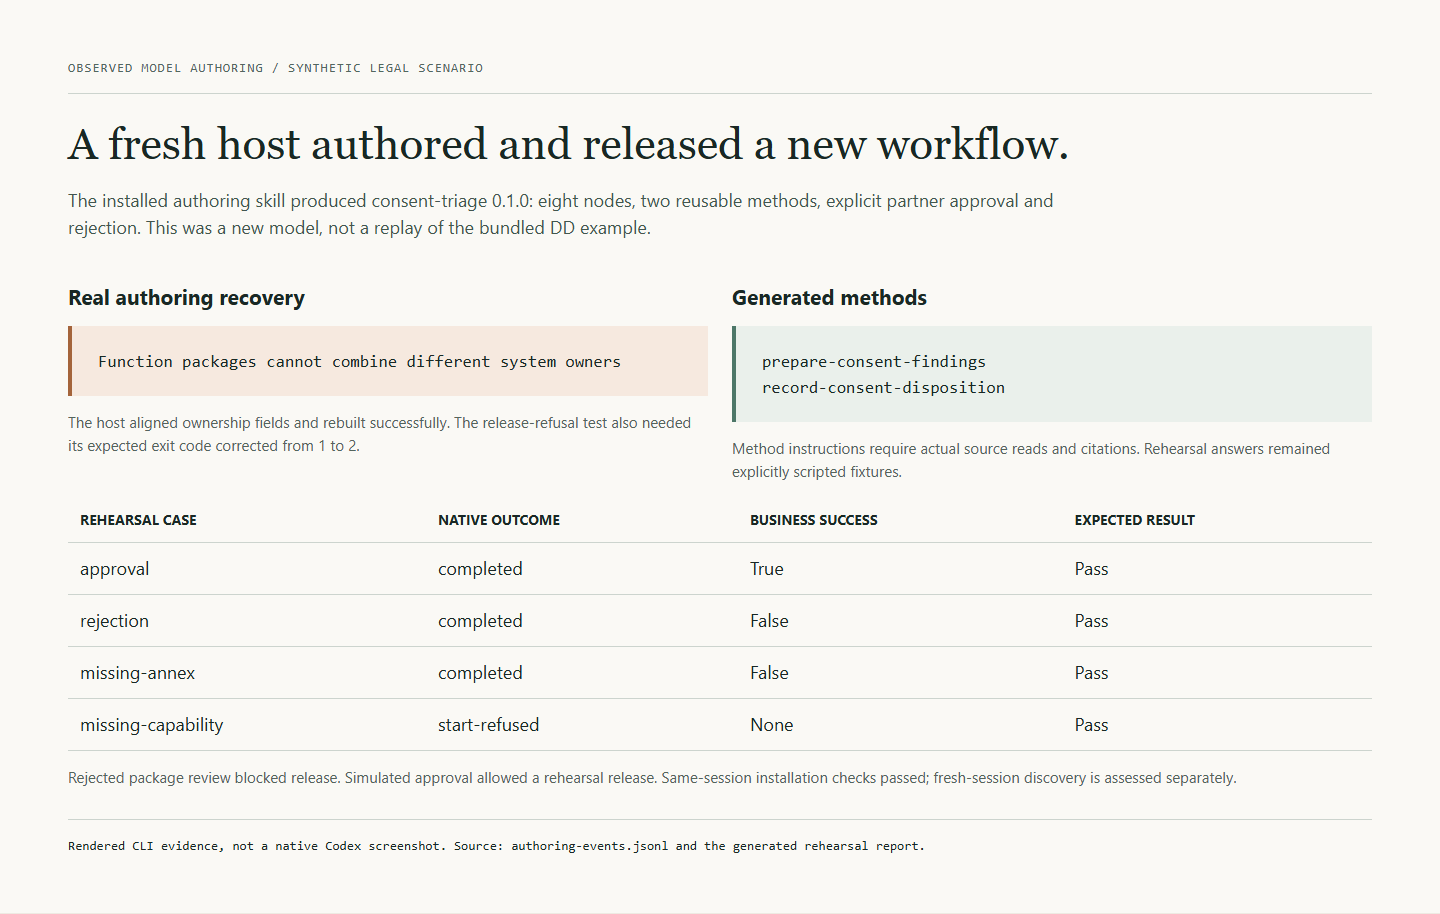 OBSERVED MODEL AUTHORING / SYNTHETIC LEGAL SCENARIO
A fresh host authored and released a new workflow.
The installed authoring skill produced consent-triage 0.1.0: eight nodes, two reusable methods, explicit partner approval and
rejection. This was a new model, not a replay of the bundled DD example.
Real authoring recovery
Function packages cannot combine different system owners
The host aligned ownership fields and rebuilt successfully. The release-refusal test also needed
its expected exit code corrected from 1 to 2.
Generated methods
prepare-consent-findings
record-consent-disposition
Method instructions require actual source reads and citations. Rehearsal answers remained
explicitly scripted fixtures.
REHEARSAL CASE NATIVE OUTCOME BUSINESS SUCCESS EXPECTED RESULT
approval completed True Pass
rejection completed False Pass
missing-annex completed False Pass
missing-capability start-refused None Pass
Rejected package review blocked release. Simulated approval allowed a rehearsal release. Same-session installation checks passed; fresh-session discovery is assessed separately.
Rendered CLI evidence, not a native Codex screenshot. Source: authoring-events.jsonl and the generated rehearsal report.